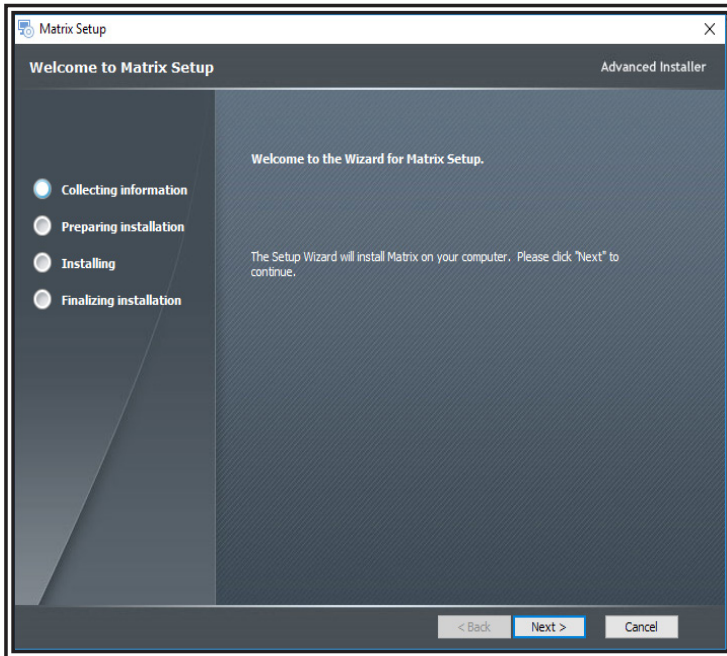 Matrix Setup
Welcome to Matrix Setup
Advanced Installer
Collecting information
Preparing installation
Installing
Finalizing installation
Welcome to the Wizard for Matrix Setup.
The Setup Wizard will install Matrix on your computer. Please click "Next" to
continue.
< Back
Next >
Cancel